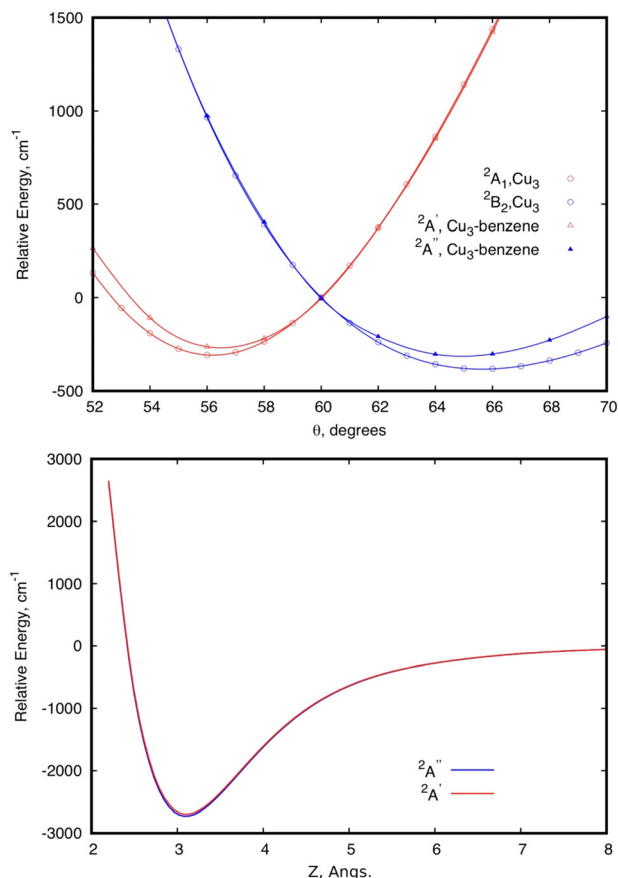 1500
1000
500
0
-500
Relative Energy, cm⁻¹
²A₁,Cu₃
²B₂,Cu₃
²A', Cu₃-benzene
²A'', Cu₃-benzene
52 54 56 58 60 62 64 66 68 70
θ, degrees
3000
2000
1000
0
-1000
-2000
-3000
Relative Energy, cm⁻¹
²A''
²A'
2 3 4 5 6 7 8
Z, Angs.